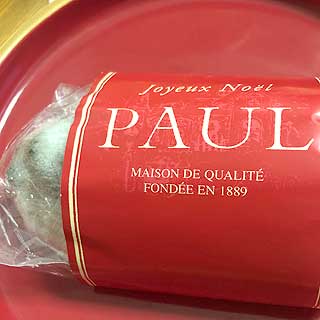 Joyeux Noël
PAUL
MAISON DE QUALITÉ
FONDÉE EN 1889